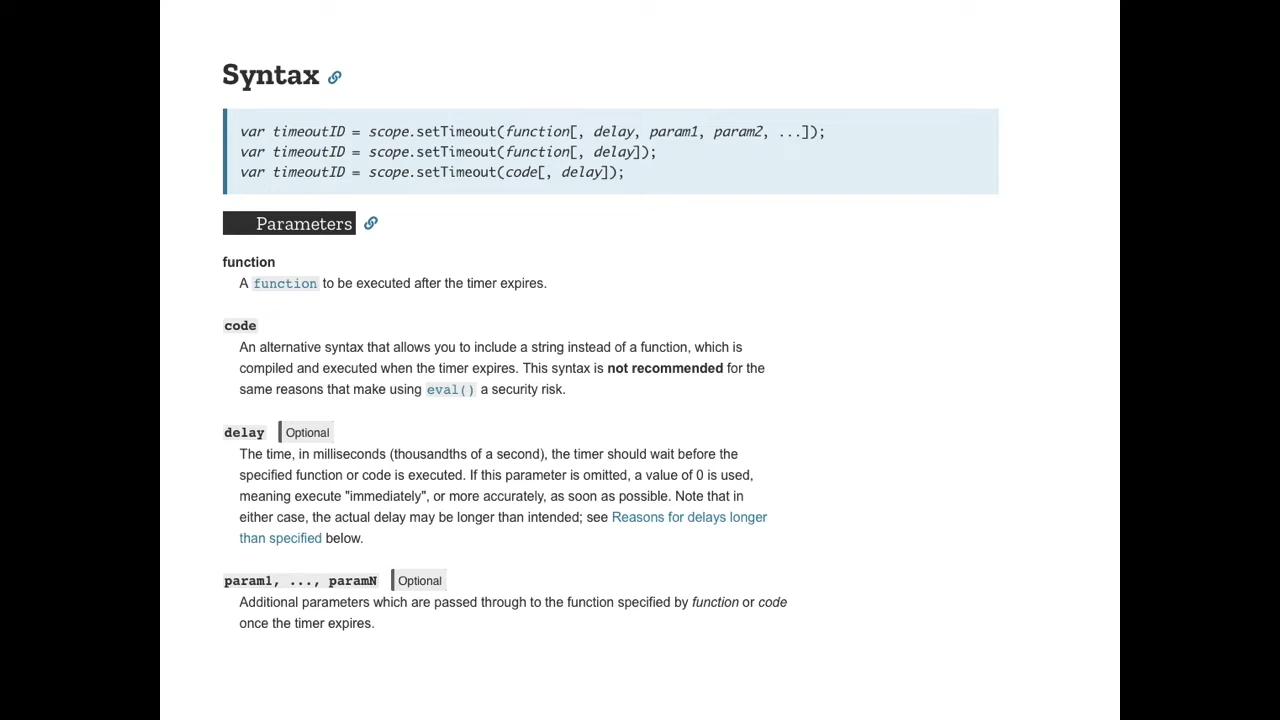 Syntax
var timeoutID = scope.setTimeout(function[, delay, param1, param2, ...]);
var timeoutID = scope.setTimeout(function[, delay]);
var timeoutID = scope.setTimeout(code[, delay]);
Parameters
function
A function to be executed after the timer expires.
code
An alternative syntax that allows you to include a string instead of a function, which is
compiled and executed when the timer expires. This syntax is not recommended for the
same reasons that make using eval() a security risk.
delay Optional
The time, in milliseconds (thousandths of a second), the timer should wait before the
specified function or code is executed. If this parameter is omitted, a value of 0 is used,
meaning execute "immediately", or more accurately, as soon as possible. Note that in
either case, the actual delay may be longer than intended; see Reasons for delays longer
than specified below.
param1, ..., paramN Optional
Additional parameters which are passed through to the function specified by function or code
once the timer expires.